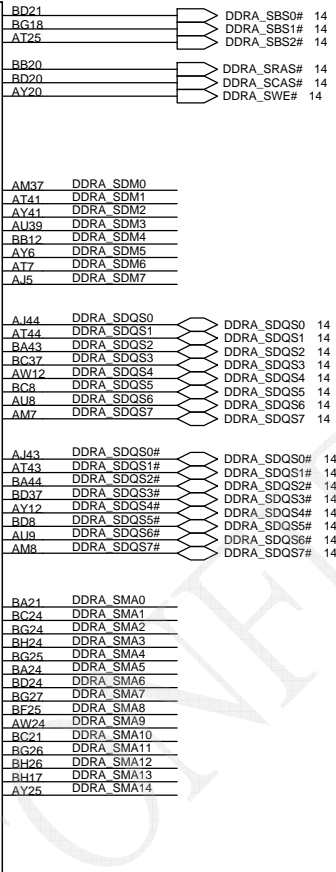 BD21 DDRA_SBS0# 14
BG18 DDRA_SBS1# 14
AT25 DDRA_SBS2# 14
BB20 DDRA_SRAS# 14
BD20 DDRA_SCAS# 14
AY20 DDRA_SWE# 14
AM37 DDRA_SDM0
AT41 DDRA_SDM1
AY41 DDRA_SDM2
AU39 DDRA_SDM3
BB12 DDRA_SDM4
AY6 DDRA_SDM5
AT7 DDRA_SDM6
AJ5 DDRA_SDM7
AJ44 DDRA_SDQS0 DDRA_SDQS0 14
AT44 DDRA_SDQS1 DDRA_SDQS1 14
BA43 DDRA_SDQS2 DDRA_SDQS2 14
BC37 DDRA_SDQS3 DDRA_SDQS3 14
AW12 DDRA_SDQS4 DDRA_SDQS4 14
BC8 DDRA_SDQS5 DDRA_SDQS5 14
AU8 DDRA_SDQS6 DDRA_SDQS6 14
AM7 DDRA_SDQS7 DDRA_SDQS7 14
AJ43 DDRA_SDQS0# DDRA_SDQS0# 14
AT43 DDRA_SDQS1# DDRA_SDQS1# 14
BA44 DDRA_SDQS2# DDRA_SDQS2# 14
BD37 DDRA_SDQS3# DDRA_SDQS3# 14
AY12 DDRA_SDQS4# DDRA_SDQS4# 14
BD8 DDRA_SDQS5# DDRA_SDQS5# 14
AU9 DDRA_SDQS6# DDRA_SDQS6# 14
AM8 DDRA_SDQS7# DDRA_SDQS7# 14
BA21 DDRA_SMA0
BC24 DDRA_SMA1
BG24 DDRA_SMA2
BH24 DDRA_SMA3
BG25 DDRA_SMA4
BA24 DDRA_SMA5
BD24 DDRA_SMA6
BG27 DDRA_SMA7
BF25 DDRA_SMA8
AW24 DDRA_SMA9
BC21 DDRA_SMA10
BG26 DDRA_SMA11
BH26 DDRA_SMA12
BH17 DDRA_SMA13
AY25 DDRA_SMA14